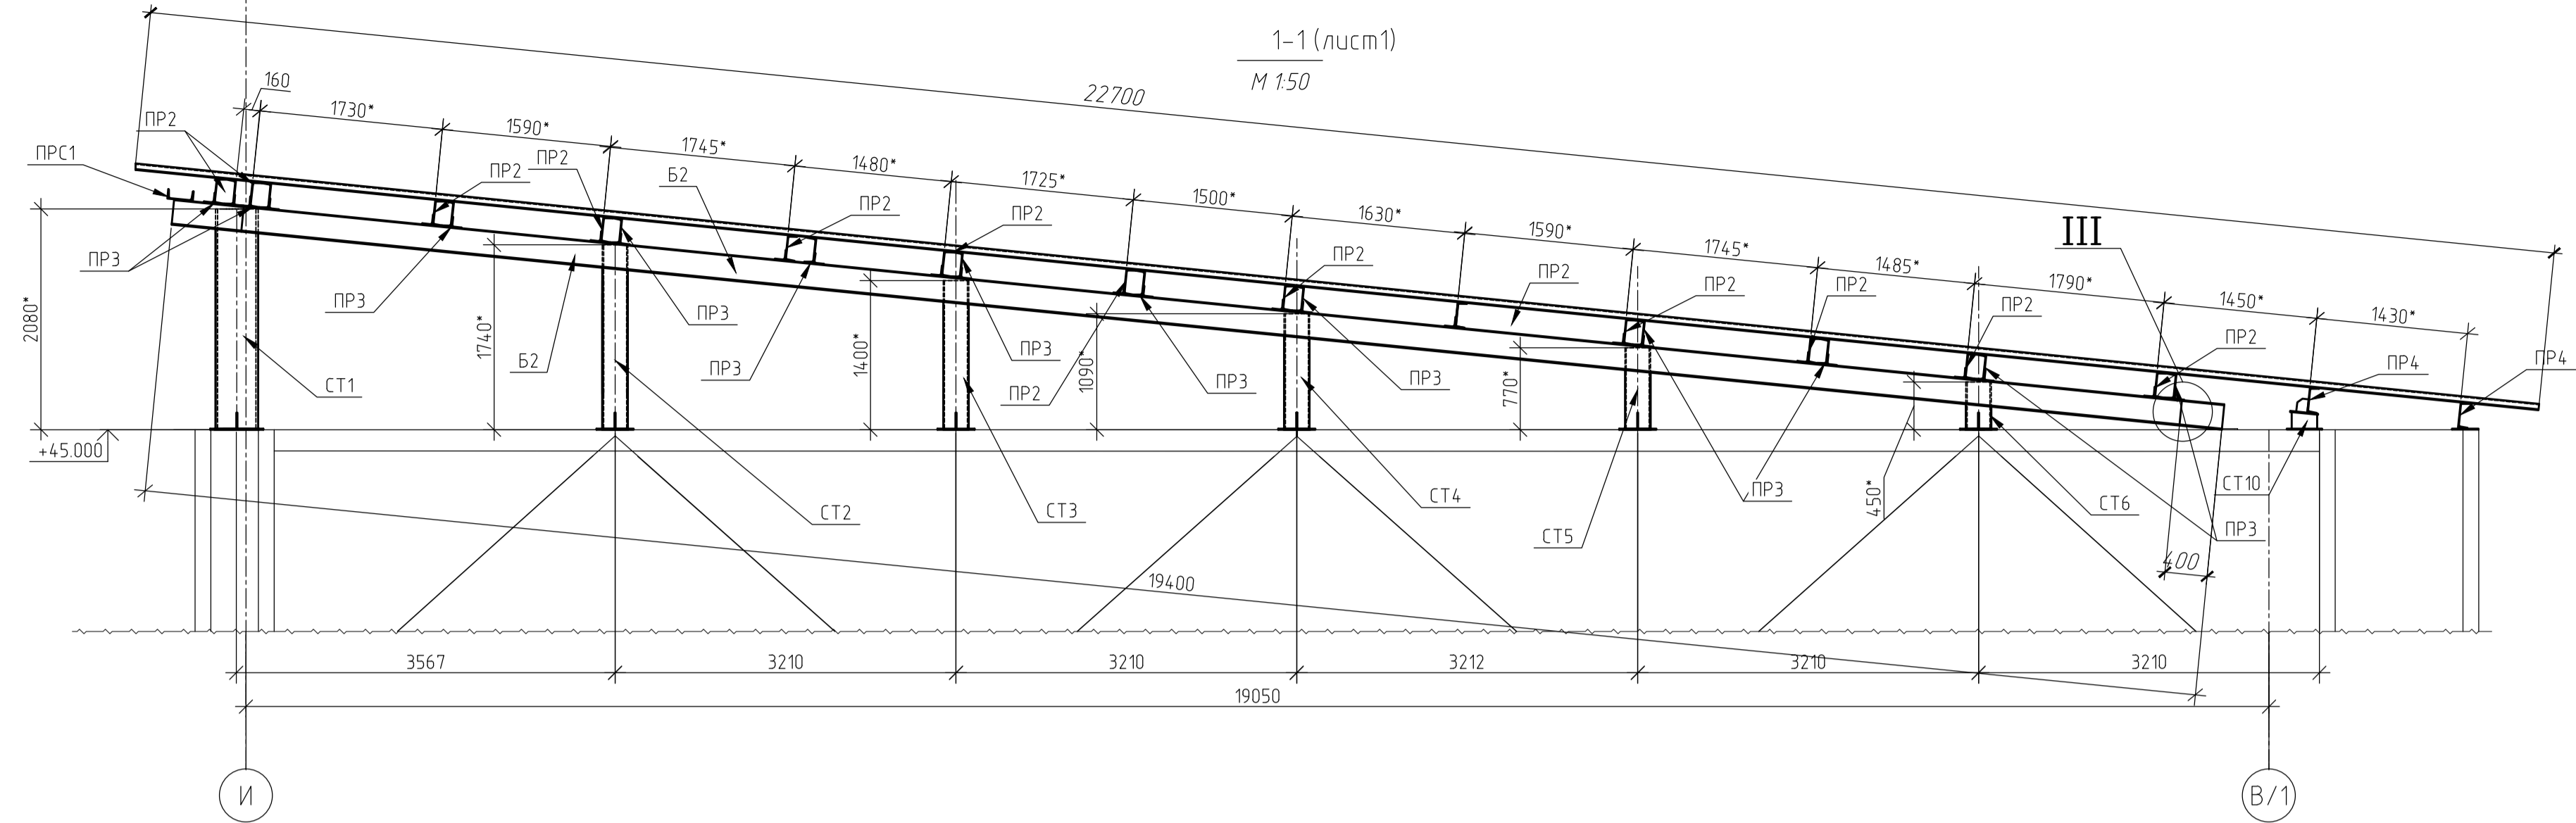 1-1 (лист1)
М 1:50
22700
160
1730*
1590*
1745*
1480*
1725*
1500*
1630*
1590*
1745*
1485*
1790*
1450*
1430*
ПР2
ПРС1
ПР2
ПР2
Б2
ПР2
ПР2
ПР2
ПР2
ПР2
ПР2
ПР2
ПР2
III
ПР4
ПР4
ПР3
ПР3
ПР3
ПР3
ПР3
ПР2
ПР3
ПР3
ПР3
ПР3
Б2
2080*
1740*
1400*
1090*
770*
450*
+45.000
СТ1
СТ2
СТ3
СТ4
СТ5
СТ6
СТ10
400
19400
3567
3210
3210
3212
3210
3210
19050
И
В/1